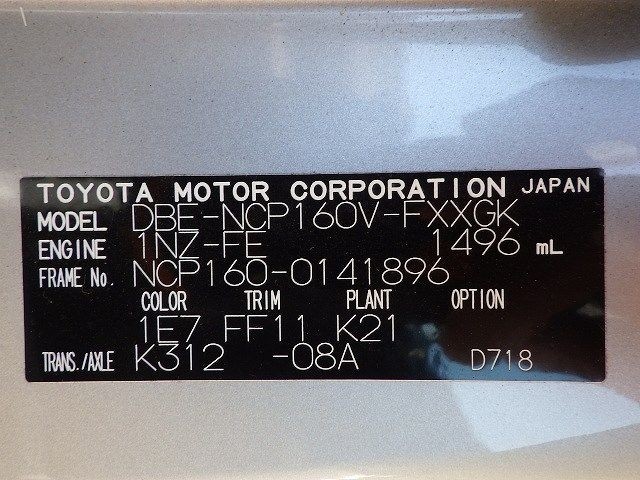 TOYOTA MOTOR CORPORATION JAPAN
MODEL DBE-NCP160V-FXXGK
ENGINE 1NZ-FE 1496 mL
FRAME No. NCP160-0141896
COLOR TRIM PLANT OPTION
1E7 FF11 K21
TRANS./AXLE K312 -08A D718